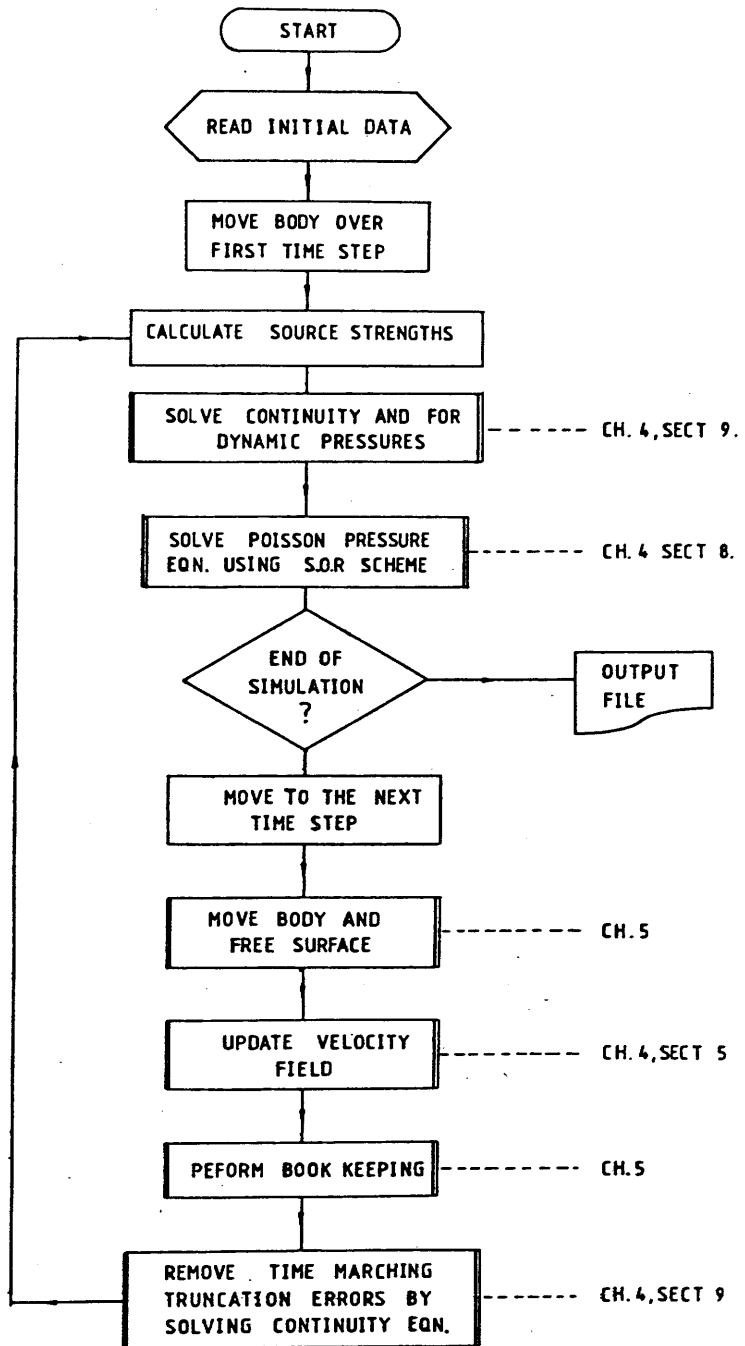 START
READ INITIAL DATA
MOVE BODY OVER
FIRST TIME STEP
CALCULATE SOURCE STRENGTHS
SOLVE CONTINUITY AND FOR
DYNAMIC PRESSURES
CH. 4, SECT 9.
SOLVE POISSON PRESSURE
EQN. USING S.O.R SCHEME
CH. 4 SECT 8.
END OF
SIMULATION
?
OUTPUT
FILE
MOVE TO THE NEXT
TIME STEP
MOVE BODY AND
FREE SURFACE
CH. 5
UPDATE VELOCITY
FIELD
CH. 4, SECT 5
PEFORM BOOK KEEPING
CH. 5
REMOVE TIME MARCHING
TRUNCATION ERRORS BY
SOLVING CONTINUITY EQN.
CH. 4, SECT 9